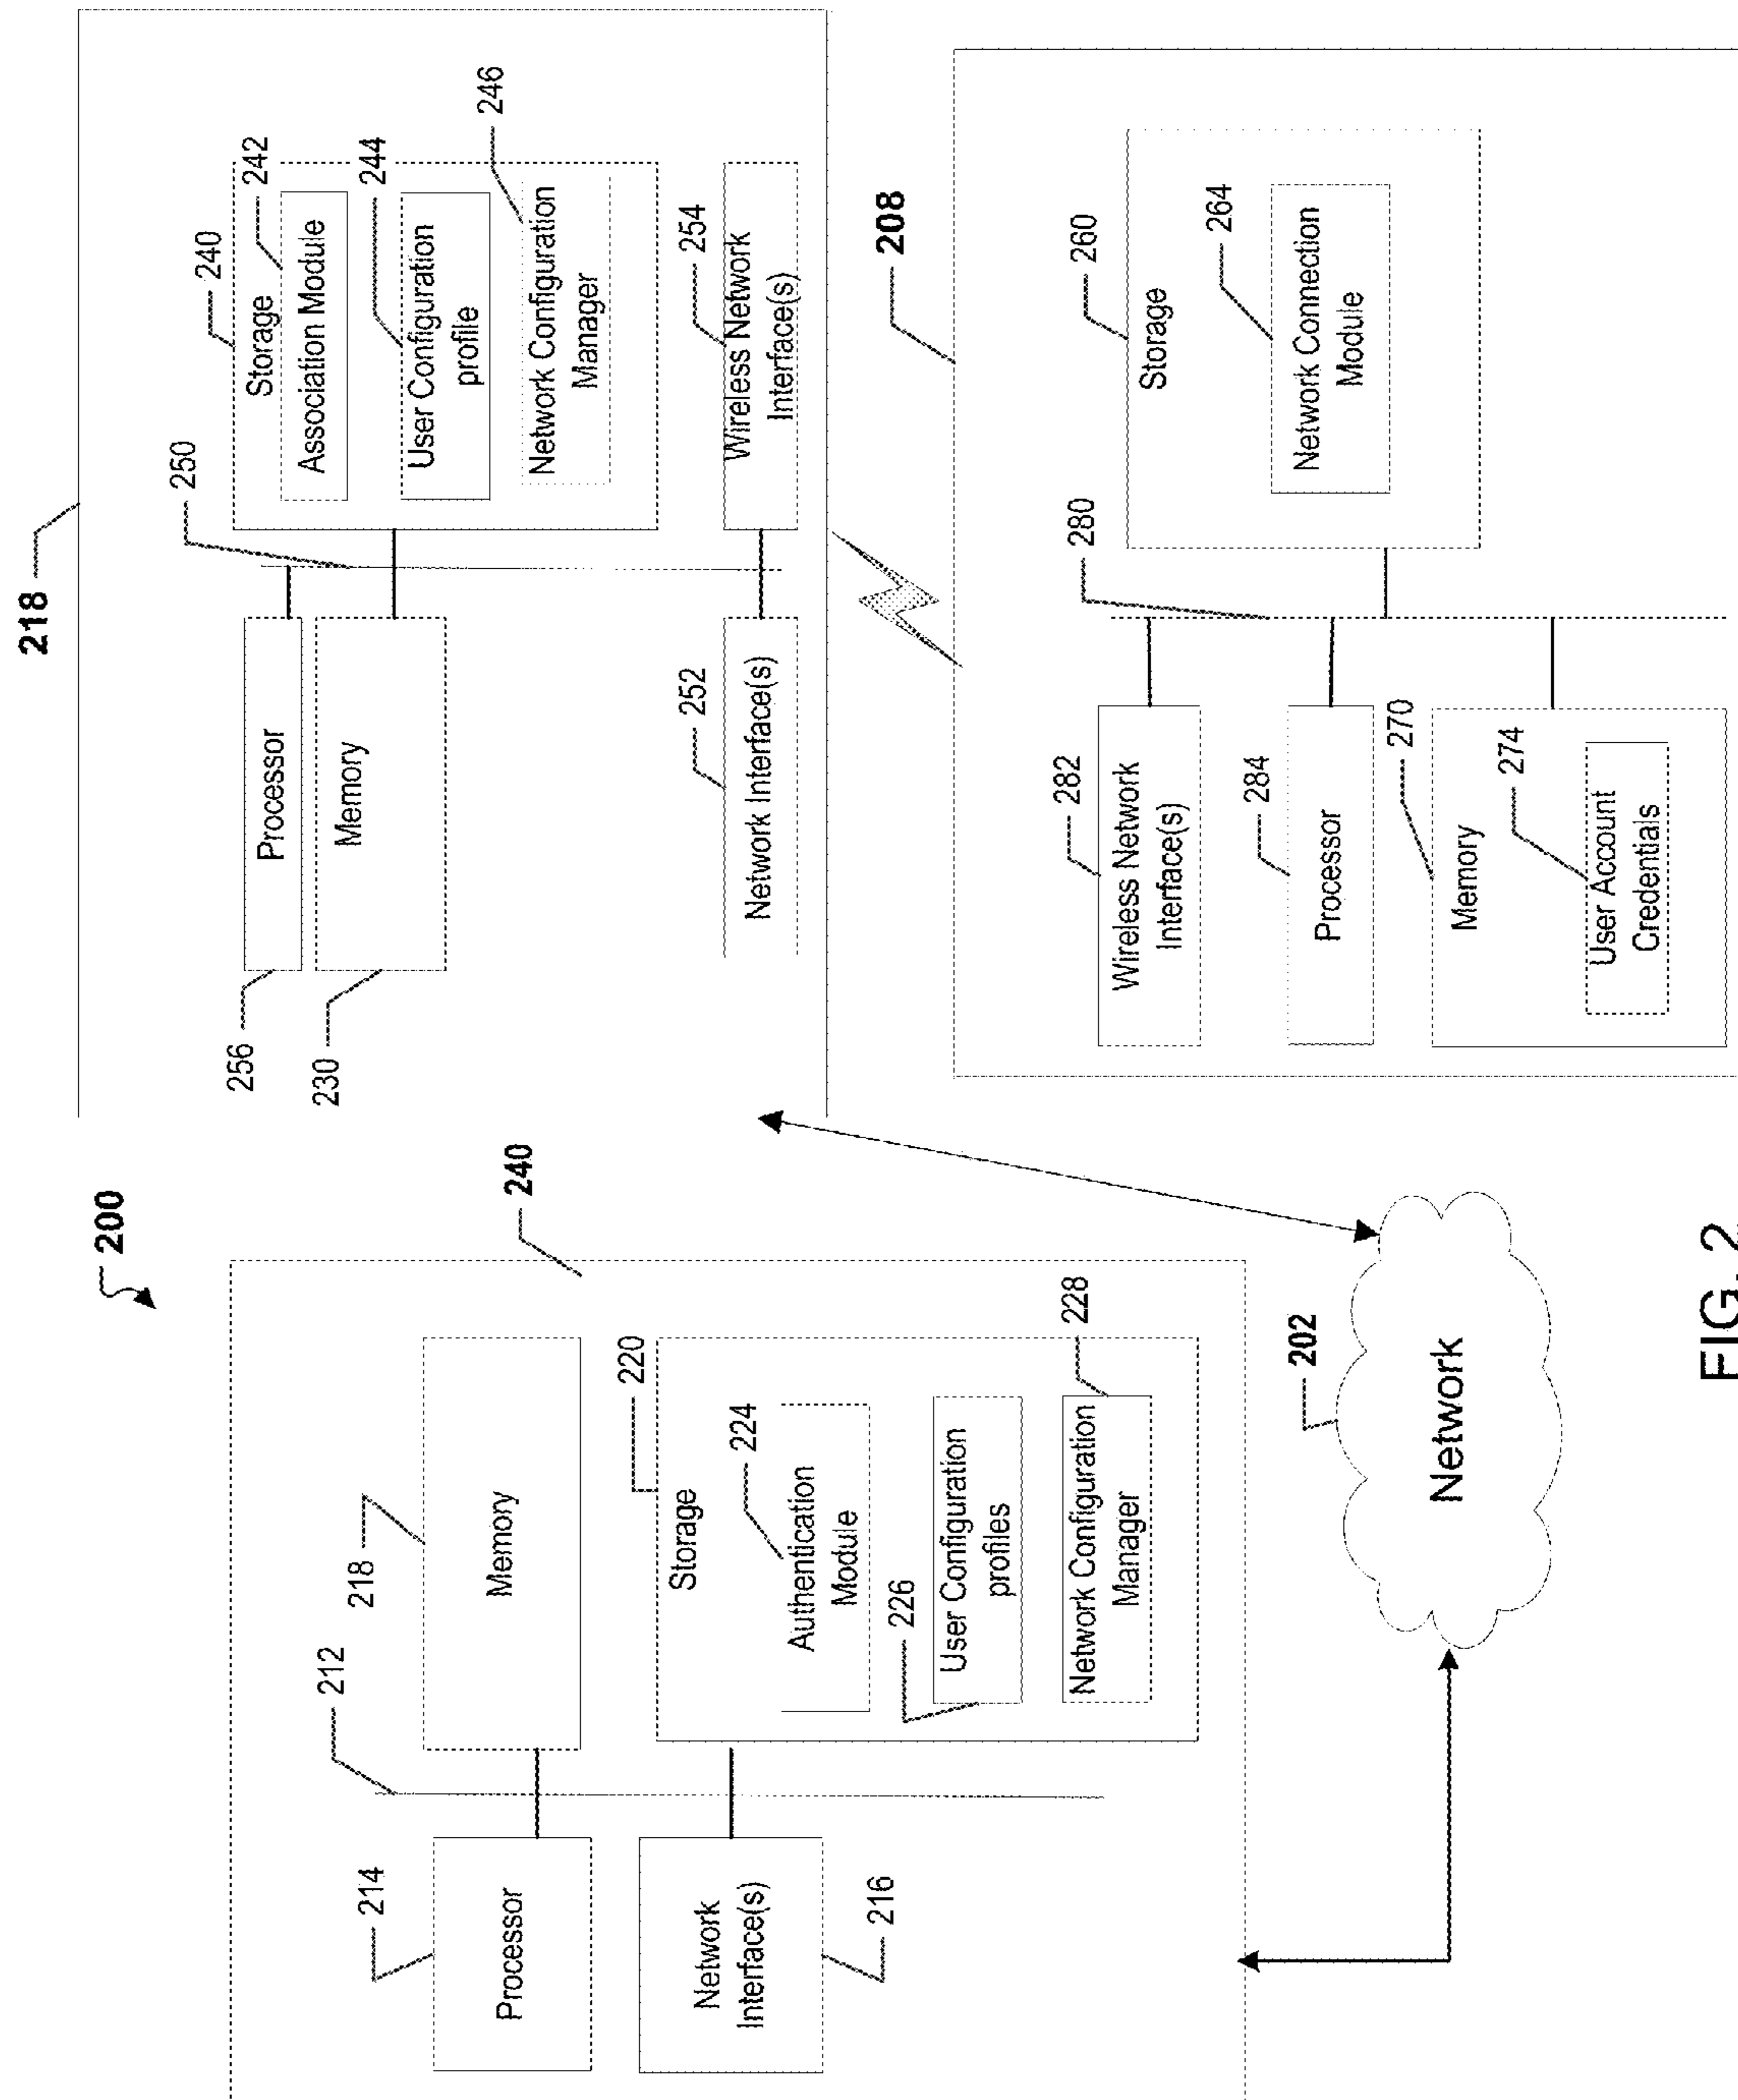 200
240
214
Processor
Network
Interface(s)
216
212
218
Memory
220
Storage
224
Authentication
Module
226
User Configuration
profiles
Network Configuration
Manager
228
202
Network
218
256
Processor
230
Memory
250
240
Storage
242
Association Module
244
User Configuration
profile
246
Network Configuration
Manager
252
Network Interface(s)
254
Wireless Network
Interface(s)
208
282
Wireless Network
Interface(s)
284
Processor
270
Memory
274
User Account
Credentials
280
260
Storage
264
Network Connection
Module
FIG. 2